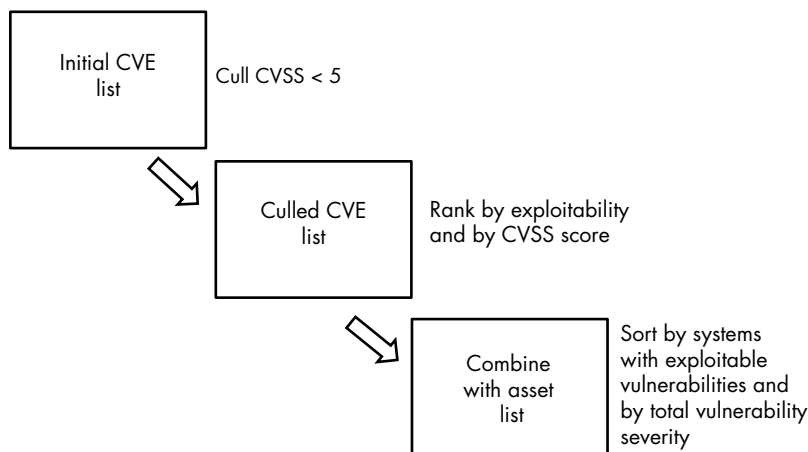 Initial CVE
list
Cull CVSS < 5
Culled CVE
list
Rank by exploitability
and by CVSS score
Combine
with asset
list
Sort by systems
with exploitable
vulnerabilities and
by total vulnerability
severity